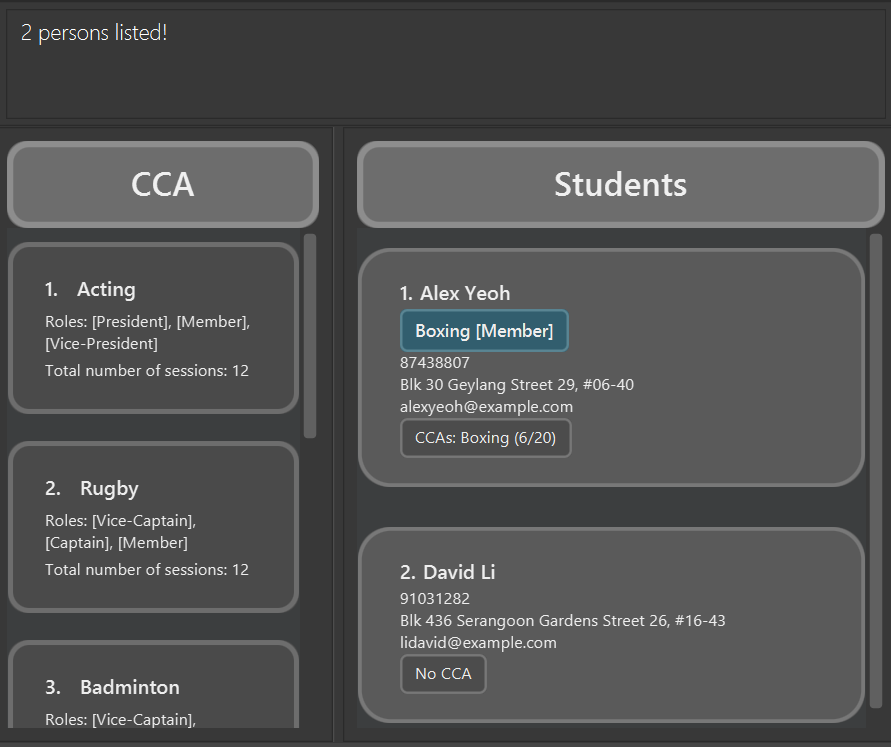 2 persons listed!
CCA
1. Acting
Roles: [President], [Member],
[Vice-President]
Total number of sessions: 12
2. Rugby
Roles: [Vice-Captain],
[Captain], [Member]
Total number of sessions: 12
3. Badminton
Roles: [Vice-Captain],
Students
1. Alex Yeoh
Boxing [Member]
87438807
Blk 30 Geylang Street 29, #06-40
alexyeoh@example.com
CCAs: Boxing (6/20)
2. David Li
91031282
Blk 436 Serangoon Gardens Street 26, #16-43
lidavid@example.com
No CCA